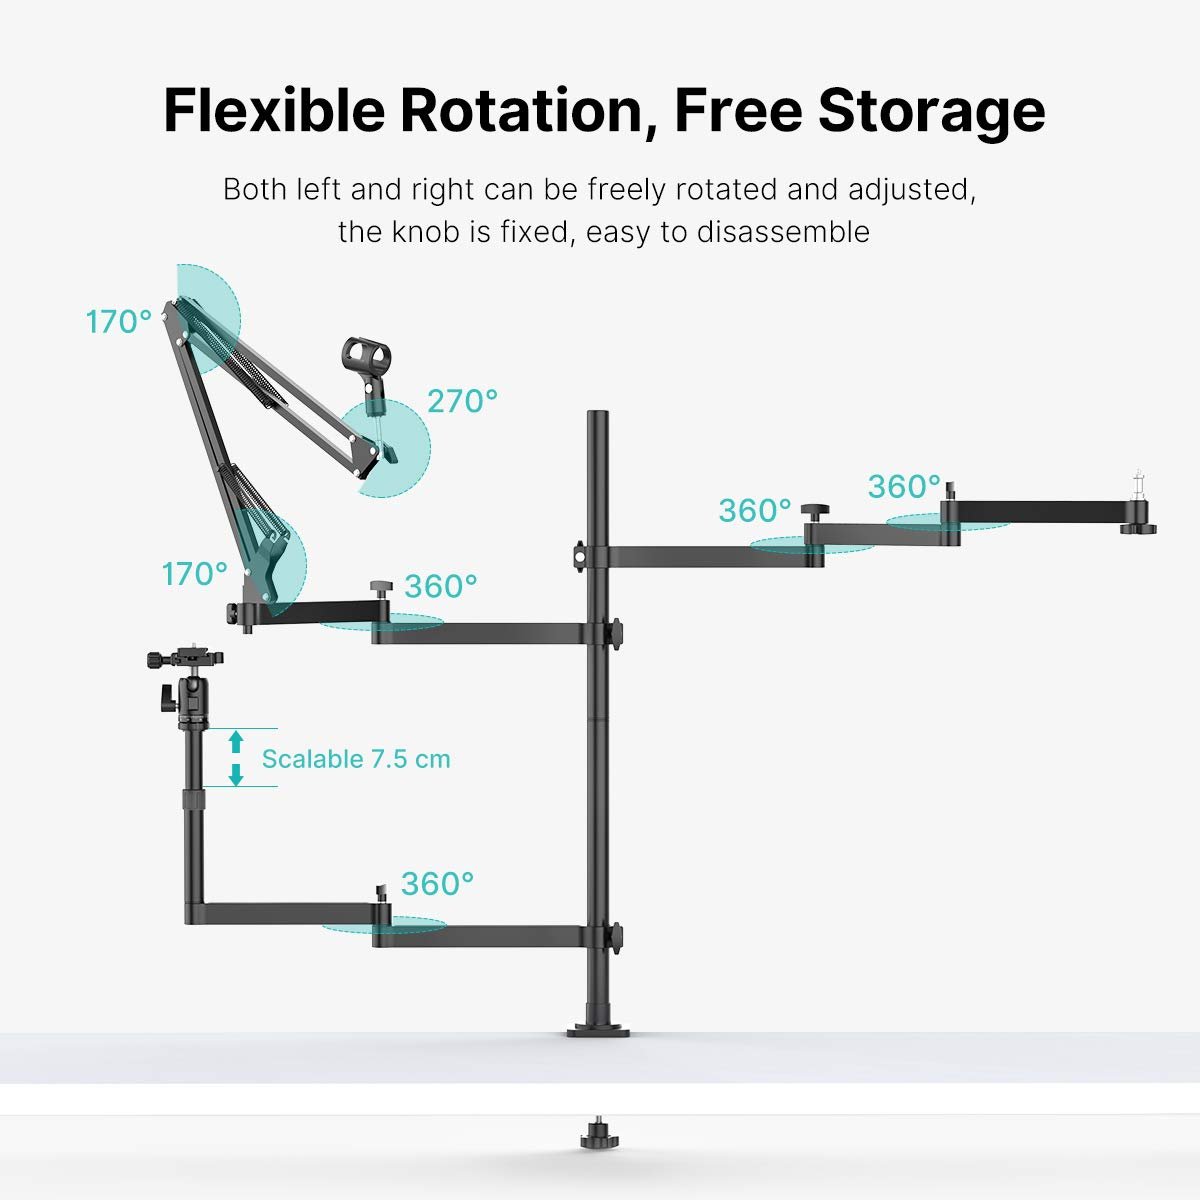 Flexible Rotation, Free Storage
Both left and right can be freely rotated and adjusted,
the knob is fixed, easy to disassemble
170°
270°
360°
360°
170°
360°
Scalable 7.5 cm
360°